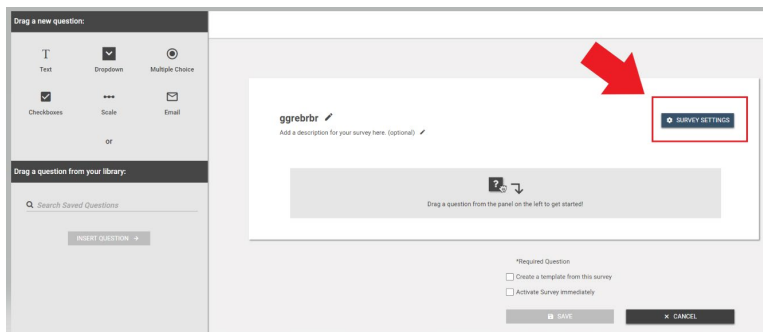 Drag a new question:
Text
Dropdown
Multiple Choice
Checkboxes
Scale
Email
or
Drag a question from your library:
Search Saved Questions
INSERT QUESTION
ggrebrbr
Add a description for your survey here. (optional)
SURVEY SETTINGS
?
Drag a question from the panel on the left to get started!
*Required Question
Create a template from this survey
Activate Survey immediately
SAVE
× CANCEL